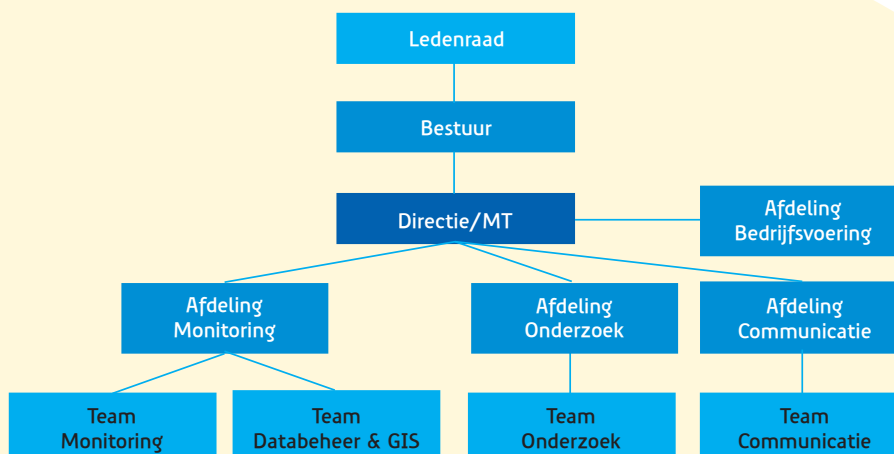 Ledenraad
Bestuur
Directie/MT
Afdeling
Bedrijfsvoering
Afdeling
Monitoring
Afdeling
Onderzoek
Afdeling
Communicatie
Team
Monitoring
Team
Databeheer & GIS
Team
Onderzoek
Team
Communicatie